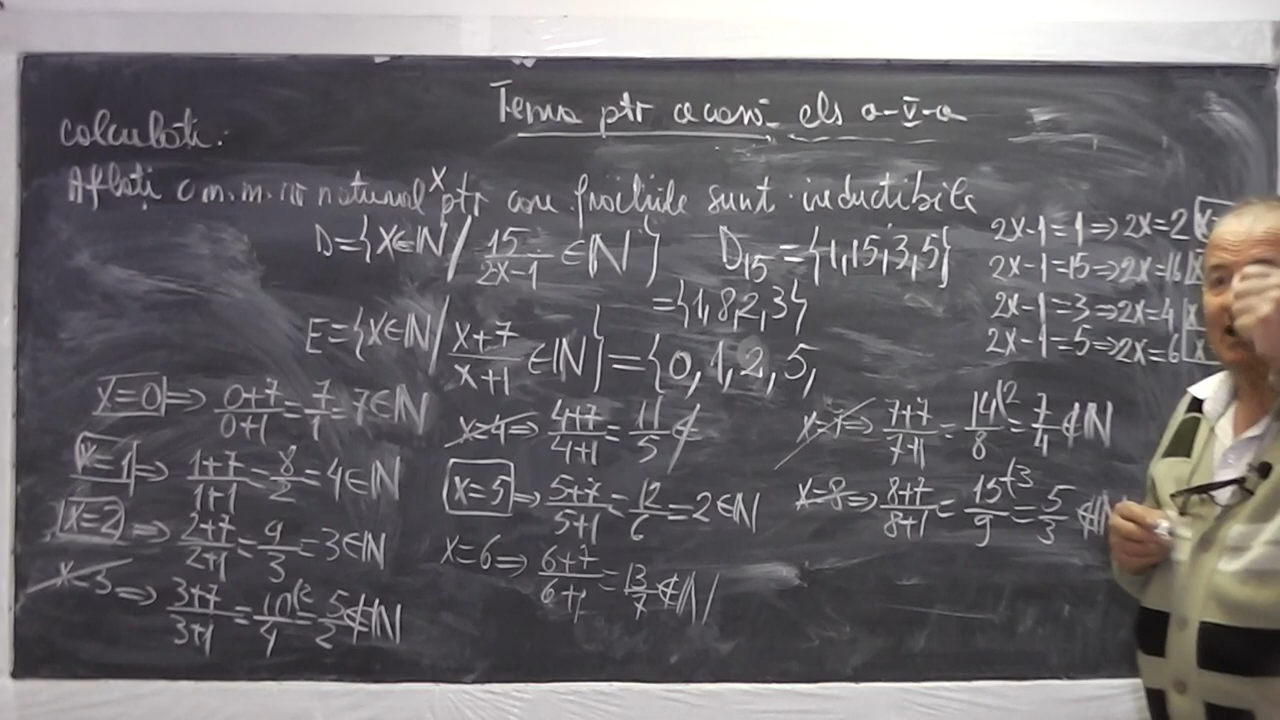 Tema ptr acasă cls a-V-a
Calculati:
Aflați c.m.m. nr natural x ptr care fracțiile sunt ireductibile
D={x∈ℕ / 15/(2x-1) ∈ℕ} D₁₅={1,15,3,5}
={1,8,2,3}
2x-1=1⇒2x=2
2x-1=15⇒2x=16
2x-1=3⇒2x=4
2x-1=5⇒2x=6
E={x∈ℕ / (x+7)/(x+1) ∈ℕ}={0,1,2,5,
x=0⇒ (0+7)/(0+1)=7/1=7∈ℕ
x=1⇒ (1+7)/(1+1)=8/2=4∈ℕ
x=2⇒ (2+7)/(2+1)=9/3=3∈ℕ
x=3⇒ (3+7)/(3+1)=10/4⁽²=5/2∉ℕ
x=4⇒ (4+7)/(4+1)=11/5∉
x=5⇒ (5+7)/(5+1)=12/6=2∈ℕ
x=6⇒ (6+7)/(6+1)=13/7∉ℕ
x=7⇒ (7+7)/(7+1)=14/8⁽²=7/4∉ℕ
x=8⇒ (8+7)/(8+1)=15/9⁽³=5/3∉ℕ